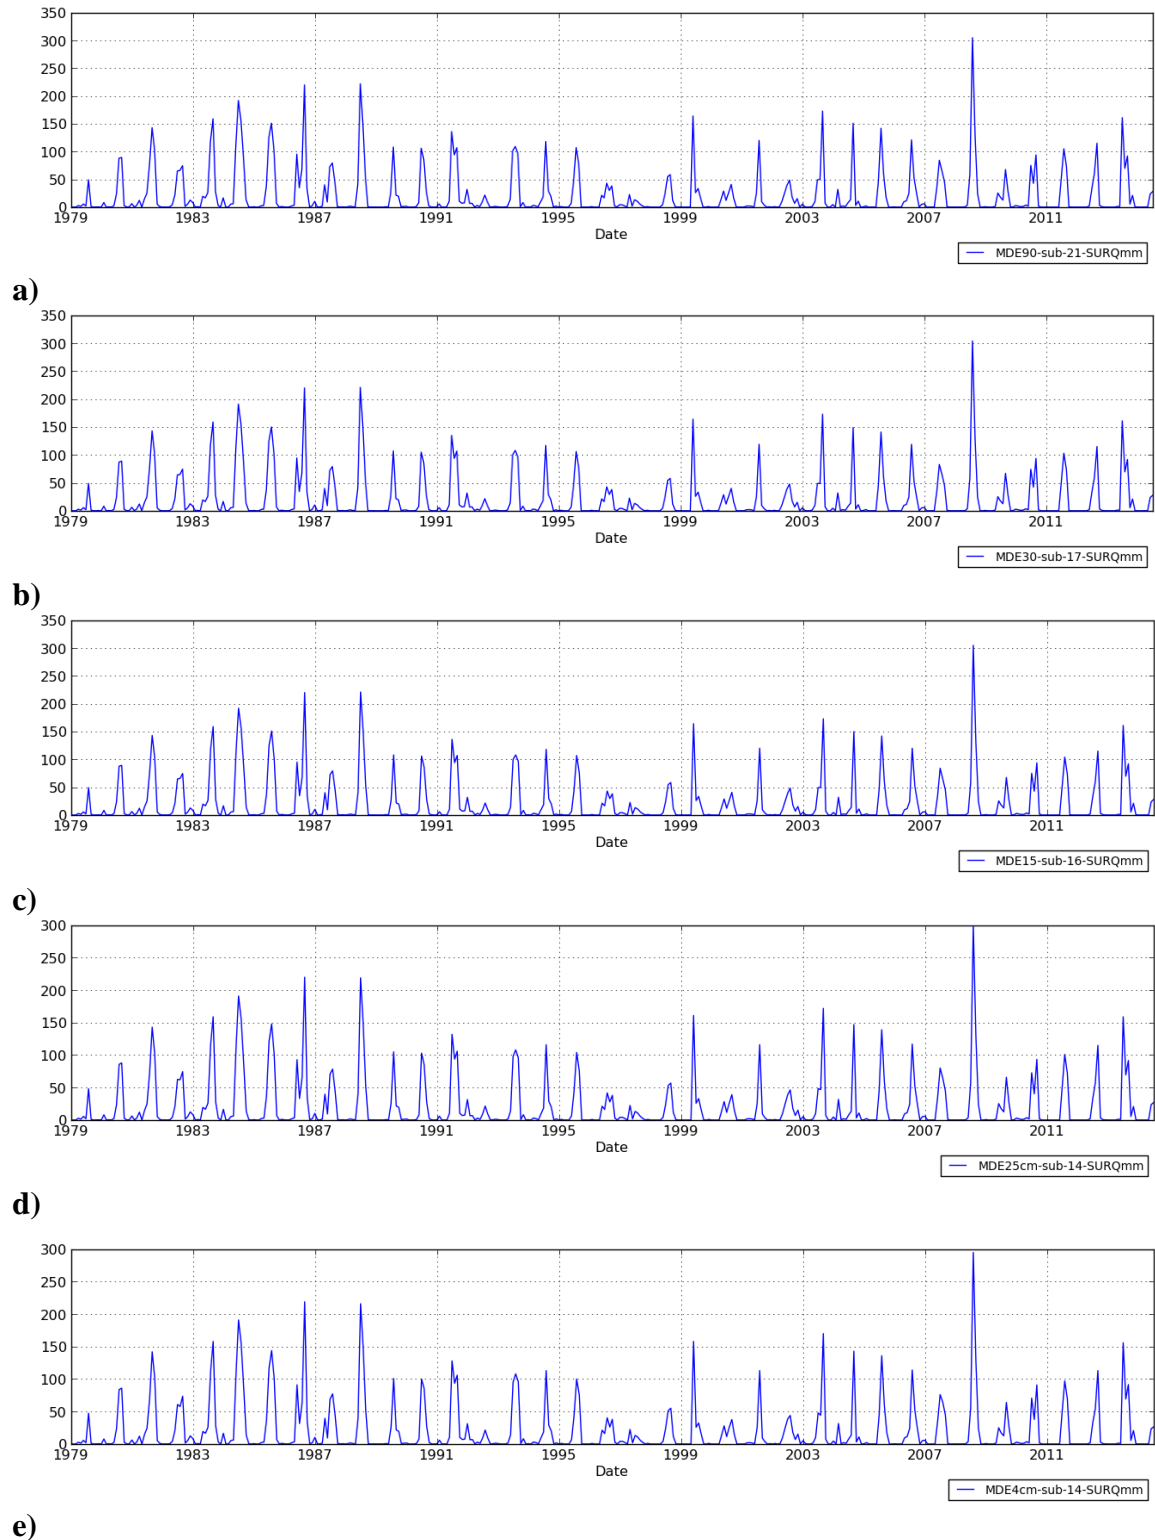 350
300
250
200
150
100
50
0
1979 1983 1987 1991 1995 1999 2003 2007 2011
Date
MDE90-sub-21-SURQmm
a)
350
300
250
200
150
100
50
0
1979 1983 1987 1991 1995 1999 2003 2007 2011
Date
MDE30-sub-17-SURQmm
b)
350
300
250
200
150
100
50
0
1979 1983 1987 1991 1995 1999 2003 2007 2011
Date
MDE15-sub-16-SURQmm
c)
300
250
200
150
100
50
0
1979 1983 1987 1991 1995 1999 2003 2007 2011
Date
MDE25cm-sub-14-SURQmm
d)
300
250
200
150
100
50
0
1979 1983 1987 1991 1995 1999 2003 2007 2011
Date
MDE4cm-sub-14-SURQmm
e)